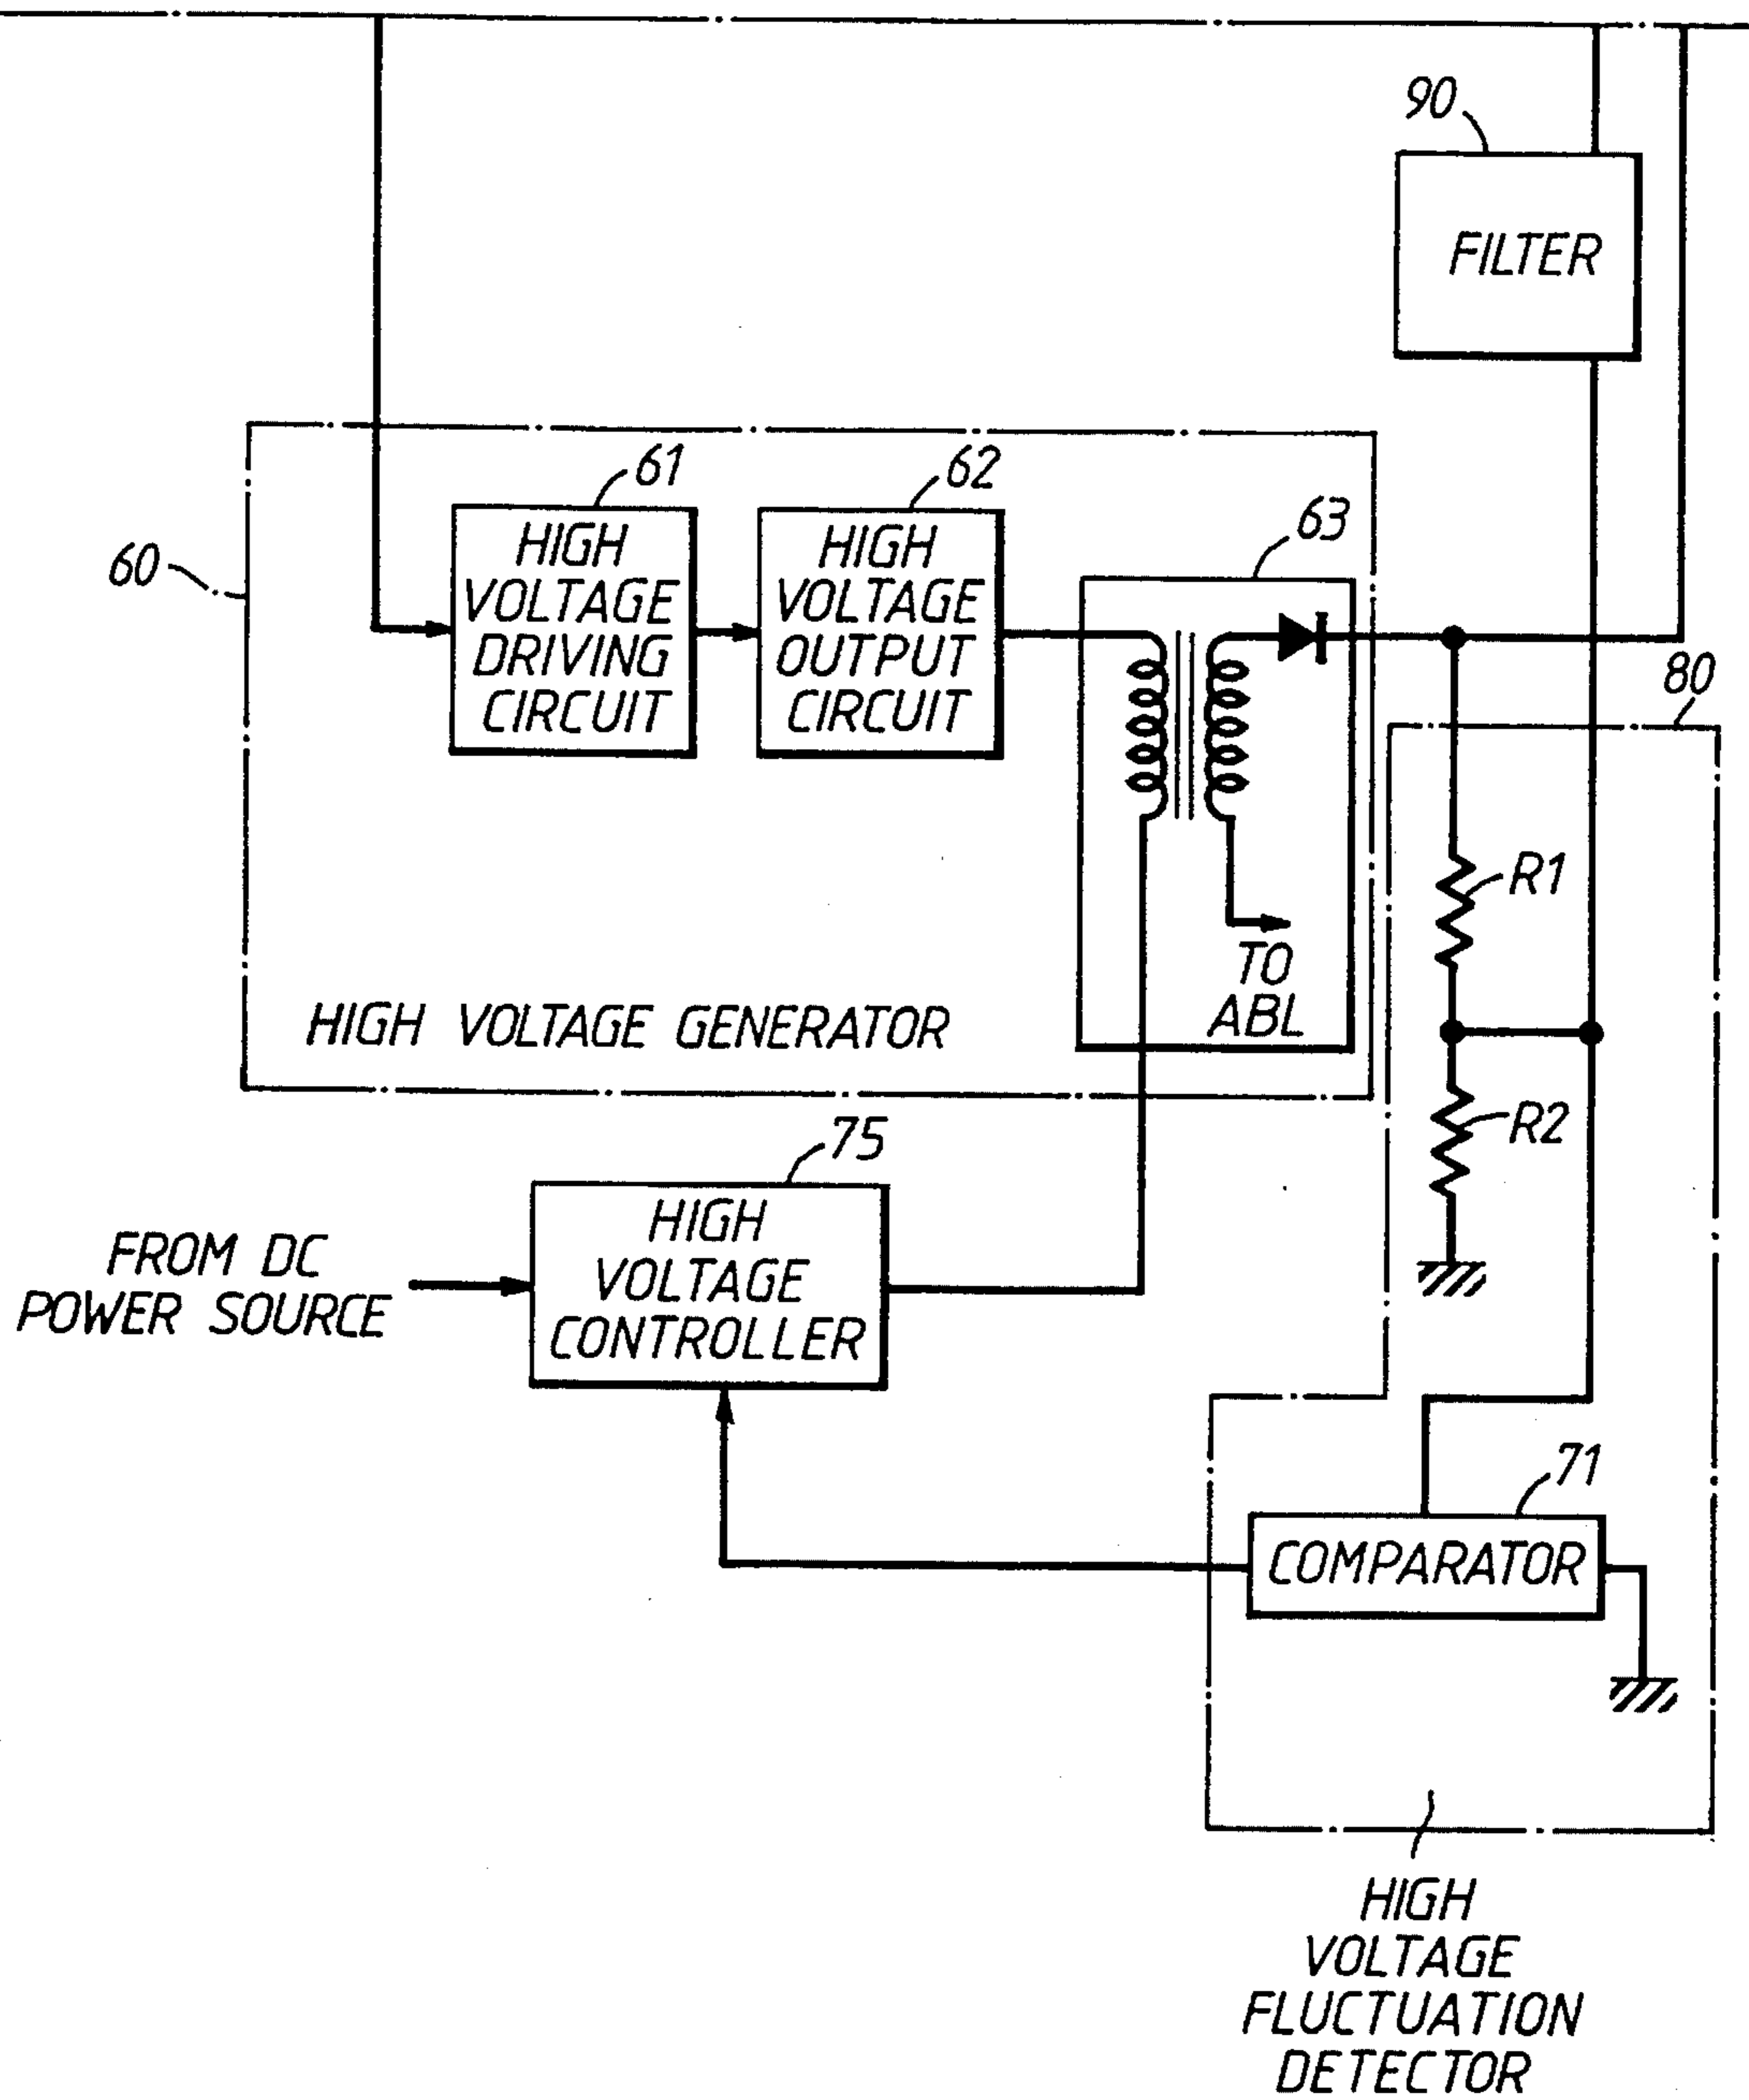 90
FILTER
61
62
63
60
HIGH
VOLTAGE
DRIVING
CIRCUIT
HIGH
VOLTAGE
OUTPUT
CIRCUIT
80
R1
TO
ABL
HIGH VOLTAGE GENERATOR
R2
75
HIGH
VOLTAGE
CONTROLLER
FROM DC
POWER SOURCE
71
COMPARATOR
HIGH
VOLTAGE
FLUCTUATION
DETECTOR